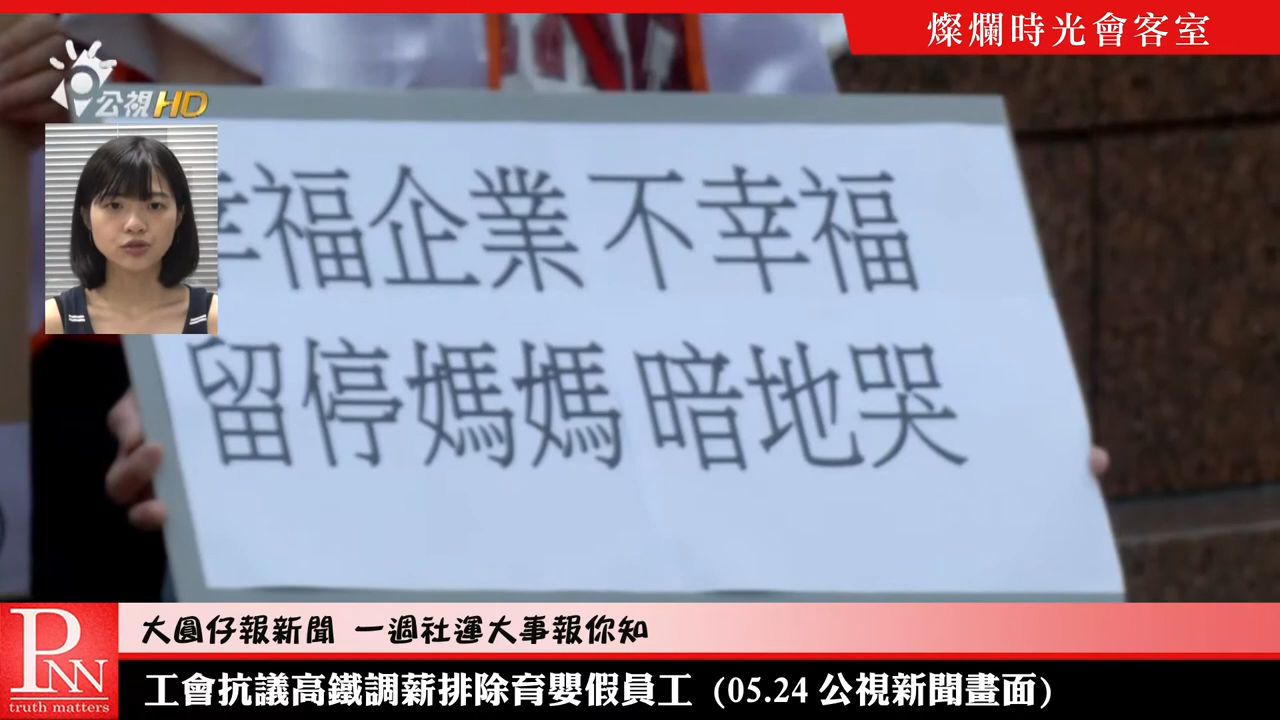 燦爛時光會客室
公視HD
幸福企業 不幸福
留停媽媽 暗地哭
大圓仔報新聞 一週社運大事報你知
PNN
truth matters
工會抗議高鐵調薪排除育嬰假員工 (05.24 公視新聞畫面)